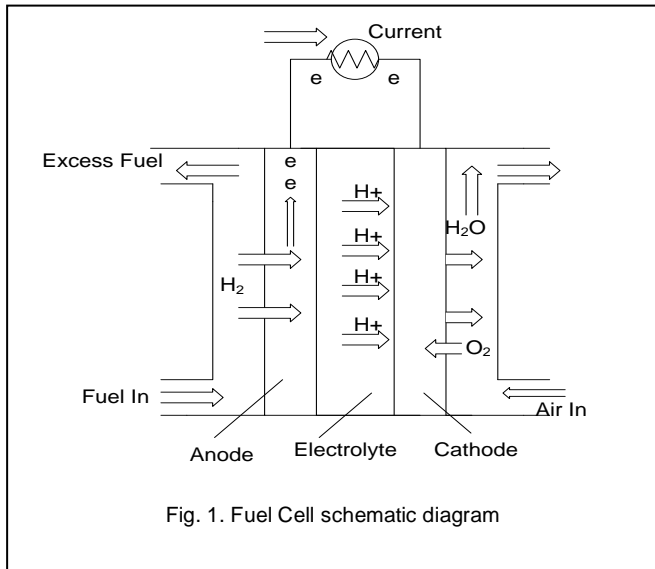 Current
e e
Excess Fuel
e
e
H+
H₂O
H+
H₂
H+
H+
O₂
Fuel In
Air In
Anode
Electrolyte
Cathode
Fig. 1. Fuel Cell schematic diagram